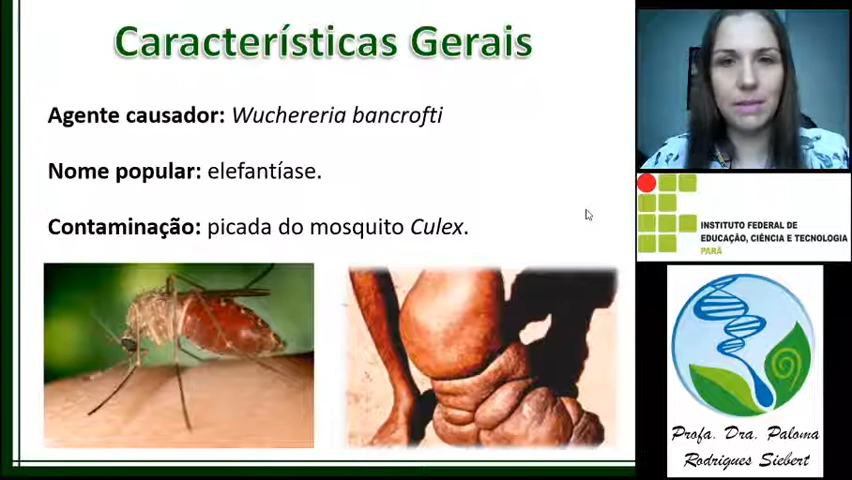 Características Gerais
Agente causador: Wuchereria bancrofti
Nome popular: elefantíase.
Contaminação: picada do mosquito Culex.
INSTITUTO FEDERAL DE
EDUCAÇÃO, CIÊNCIA E TECNOLOGIA
PARÁ
Profa. Dra. Paloma
Rodrigues Siebert